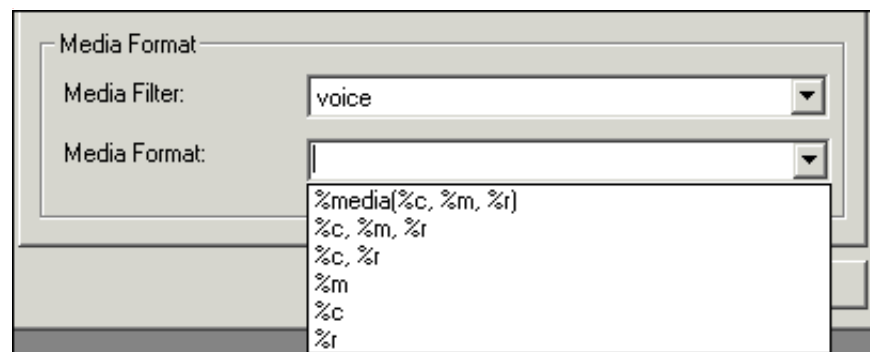 Media Format
Media Filter:
voice
Media Format:
%media(%c, %m, %r)
%c, %m, %r
%c, %r
%m
%c
%r